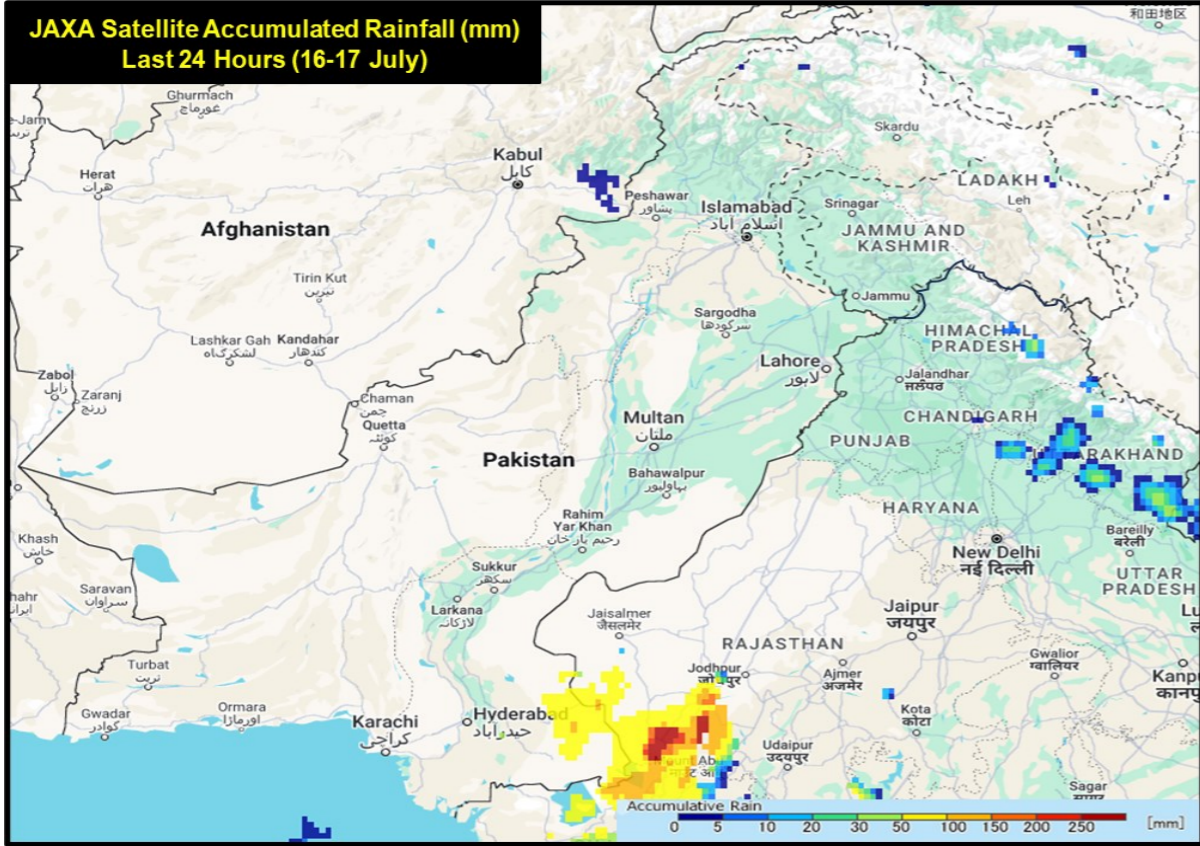 JAXA Satellite Accumulated Rainfall (mm)
Last 24 Hours (16-17 July)
和田地区
Ghurmach
غورماچ
Kabul
کابل
Herat
هرات
Peshawar
پشاور
Islamabad
اسلام آباد
Skardu
LADAKH
Leh
Srinagar
JAMMU AND
KASHMIR
Afghanistan
Tirin Kut
تیرین
Jammu
Sargodha
سرگودھا
HIMACHAL
PRADESH
Lashkar Gah
لشکرگاه
Kandahar
کندهار
Lahore
لاہور
Jalandhar
Zabol
زابل
Zaranj
زرنج
Chaman
چمن
Quetta
کوئٹہ
CHANDIGARH
Multan
ملتان
PUNJAB
ARAKHAND
Pakistan
Bahawalpur
بہاولپور
HARYANA
Rahim
Yar Khan
رحیم یار خان
Bareilly
बरेली
Khash
خاش
New Delhi
नई दिल्ली
Sukkur
سکھر
UTTAR
PRADESH
Saravan
سراوان
Larkana
لاڑکانہ
Jaisalmer
जैसलमेर
Jaipur
जयपुर
RAJASTHAN
Gwalior
ग्वालियर
Turbat
تربت
Jodhpur
Ajmer
अजमेर
Kanpu
कानपु
Gwadar
گوادر
Ormara
اورماڑا
Karachi
کراچی
Hyderabad
حیدرآباد
Kota
कोटा
Udaipur
उदयपुर
Sagar
Accumulative Rain
0 5 10 20 30 50 100 150 200 250 [mm]